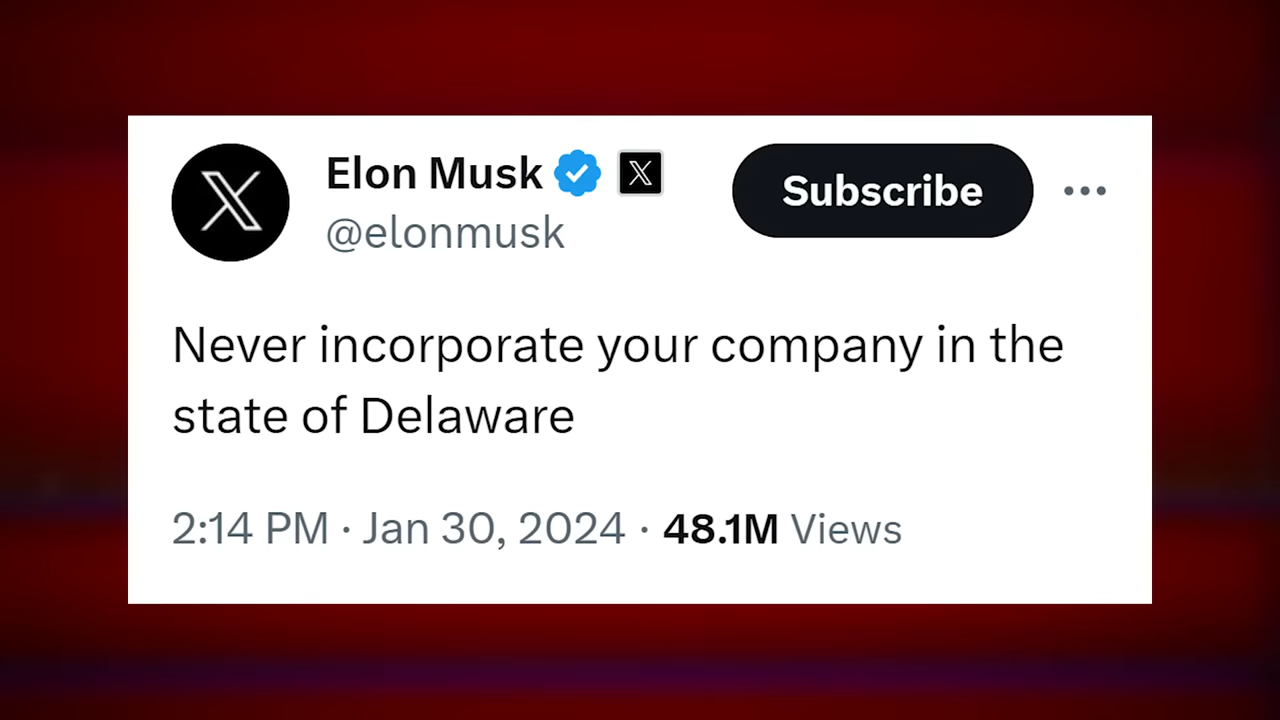 Elon Musk
Subscribe
@elonmusk
Never incorporate your company in the
state of Delaware
2:14 PM · Jan 30, 2024 · 48.1M Views